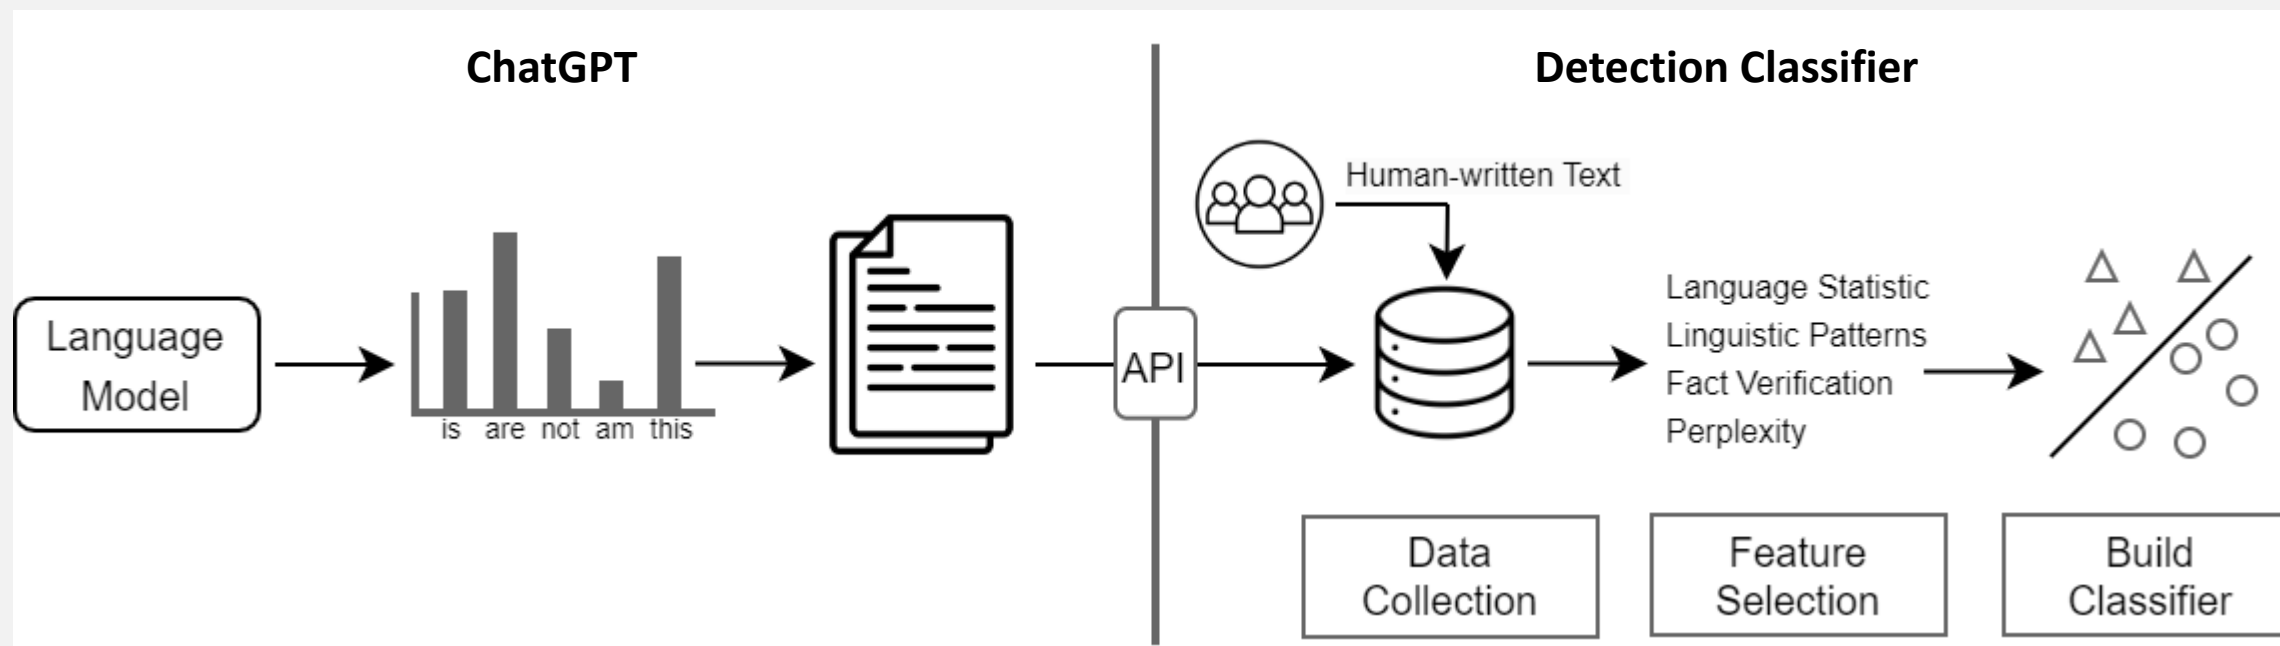 ChatGPT
Detection Classifier
Human-written Text
Language
Model
is are not am this
API
Language Statistic
Linguistic Patterns
Fact Verification
Perplexity
Data
Collection
Feature
Selection
Build
Classifier